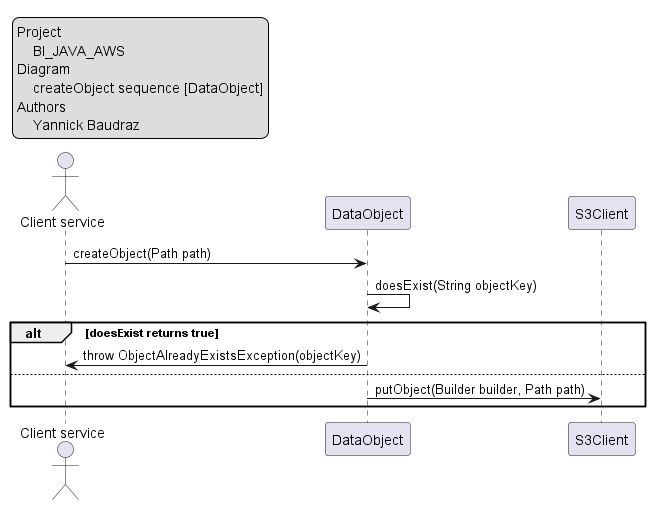 Project
BI_JAVA_AWS
Diagram
createObject sequence [DataObject]
Authors
Yannick Baudraz
Client service
DataObject
S3Client
createObject(Path path)
doesExist(String objectKey)
alt
[doesExist returns true]
throw ObjectAlreadyExistsException(objectKey)
putObject(Builder builder, Path path)
Client service
DataObject
S3Client